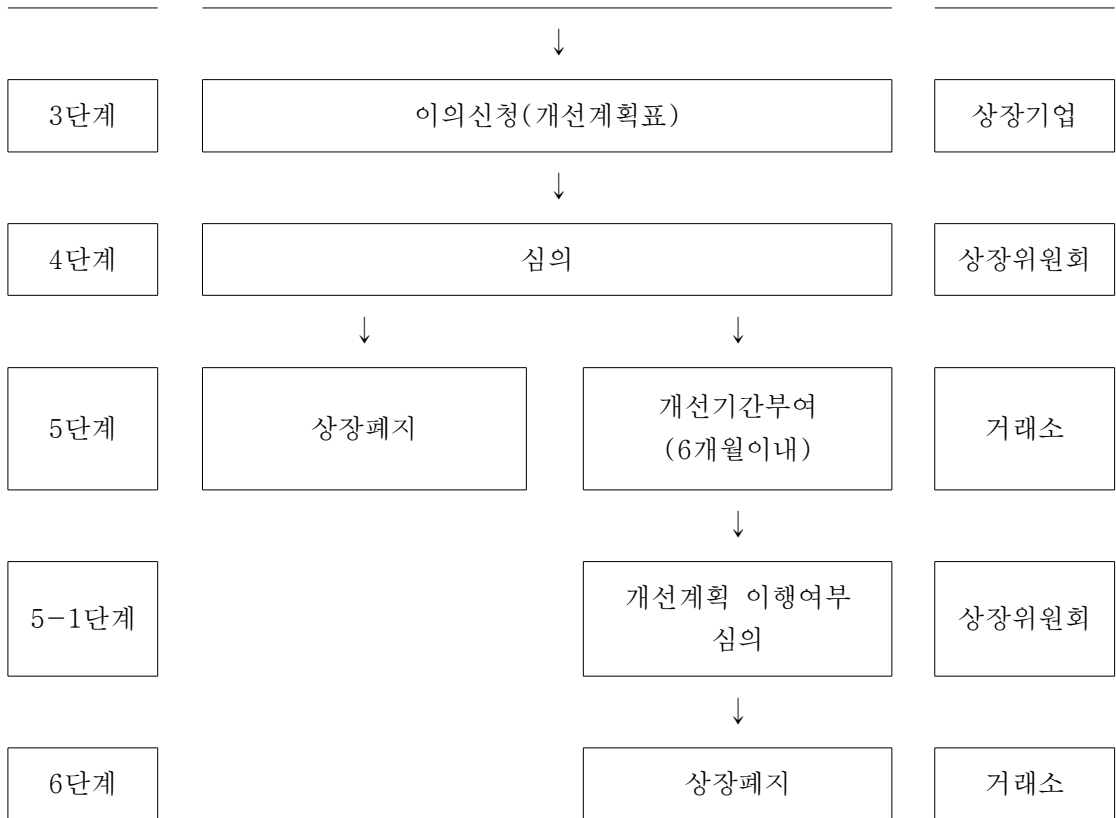 ↓
3단계 이의신청(개선계획표) 상장기업
↓
4단계 심의 상장위원회
↓ ↓
5단계 상장폐지 개선기간부여 (6개월이내) 거래소
↓
5-1단계 개선계획 이행여부 심의 상장위원회
↓
6단계 상장폐지 거래소